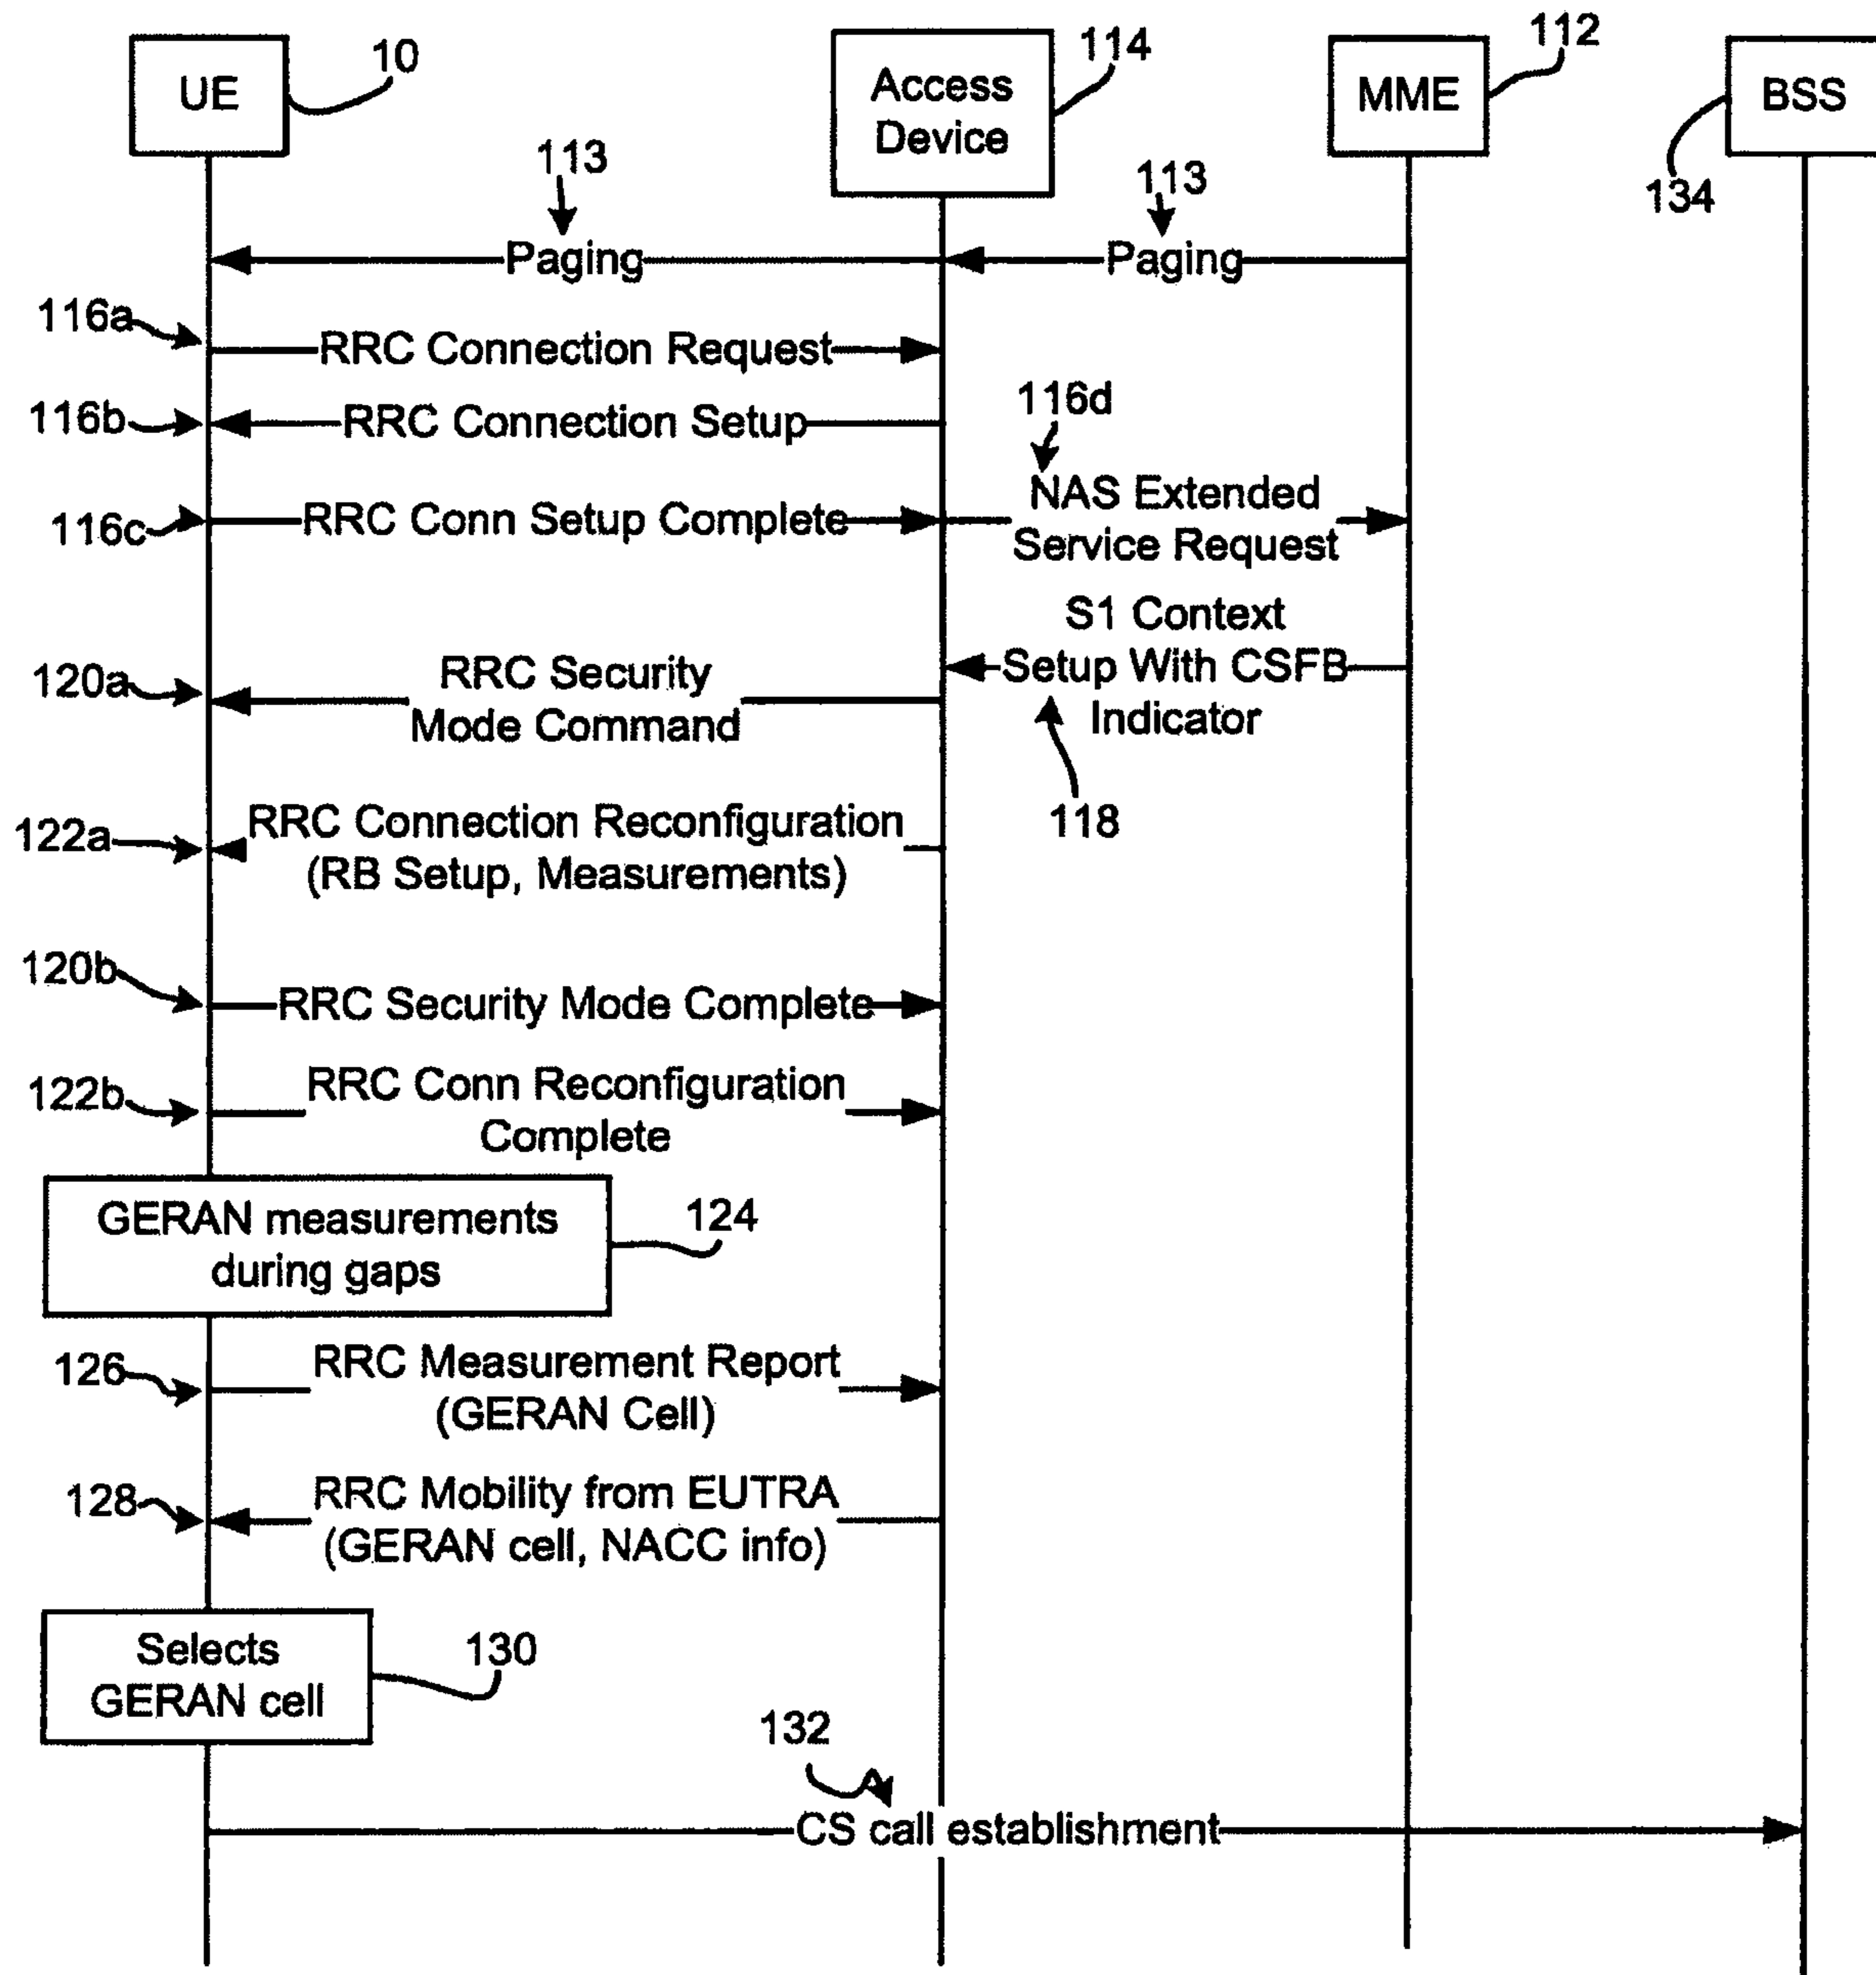 UE
10
Access
Device
114
MME
112
BSS
134
113
Paging
113
Paging
116a
RRC Connection Request
116b
RRC Connection Setup
116d
116c
RRC Conn Setup Complete
NAS Extended
Service Request
S1 Context
Setup With CSFB
Indicator
118
120a
RRC Security
Mode Command
122a
RRC Connection Reconfiguration
(RB Setup, Measurements)
120b
RRC Security Mode Complete
122b
RRC Conn Reconfiguration
Complete
GERAN measurements
during gaps
124
126
RRC Measurement Report
(GERAN Cell)
128
RRC Mobility from EUTRA
(GERAN cell, NACC info)
Selects
GERAN cell
130
132
CS call establishment